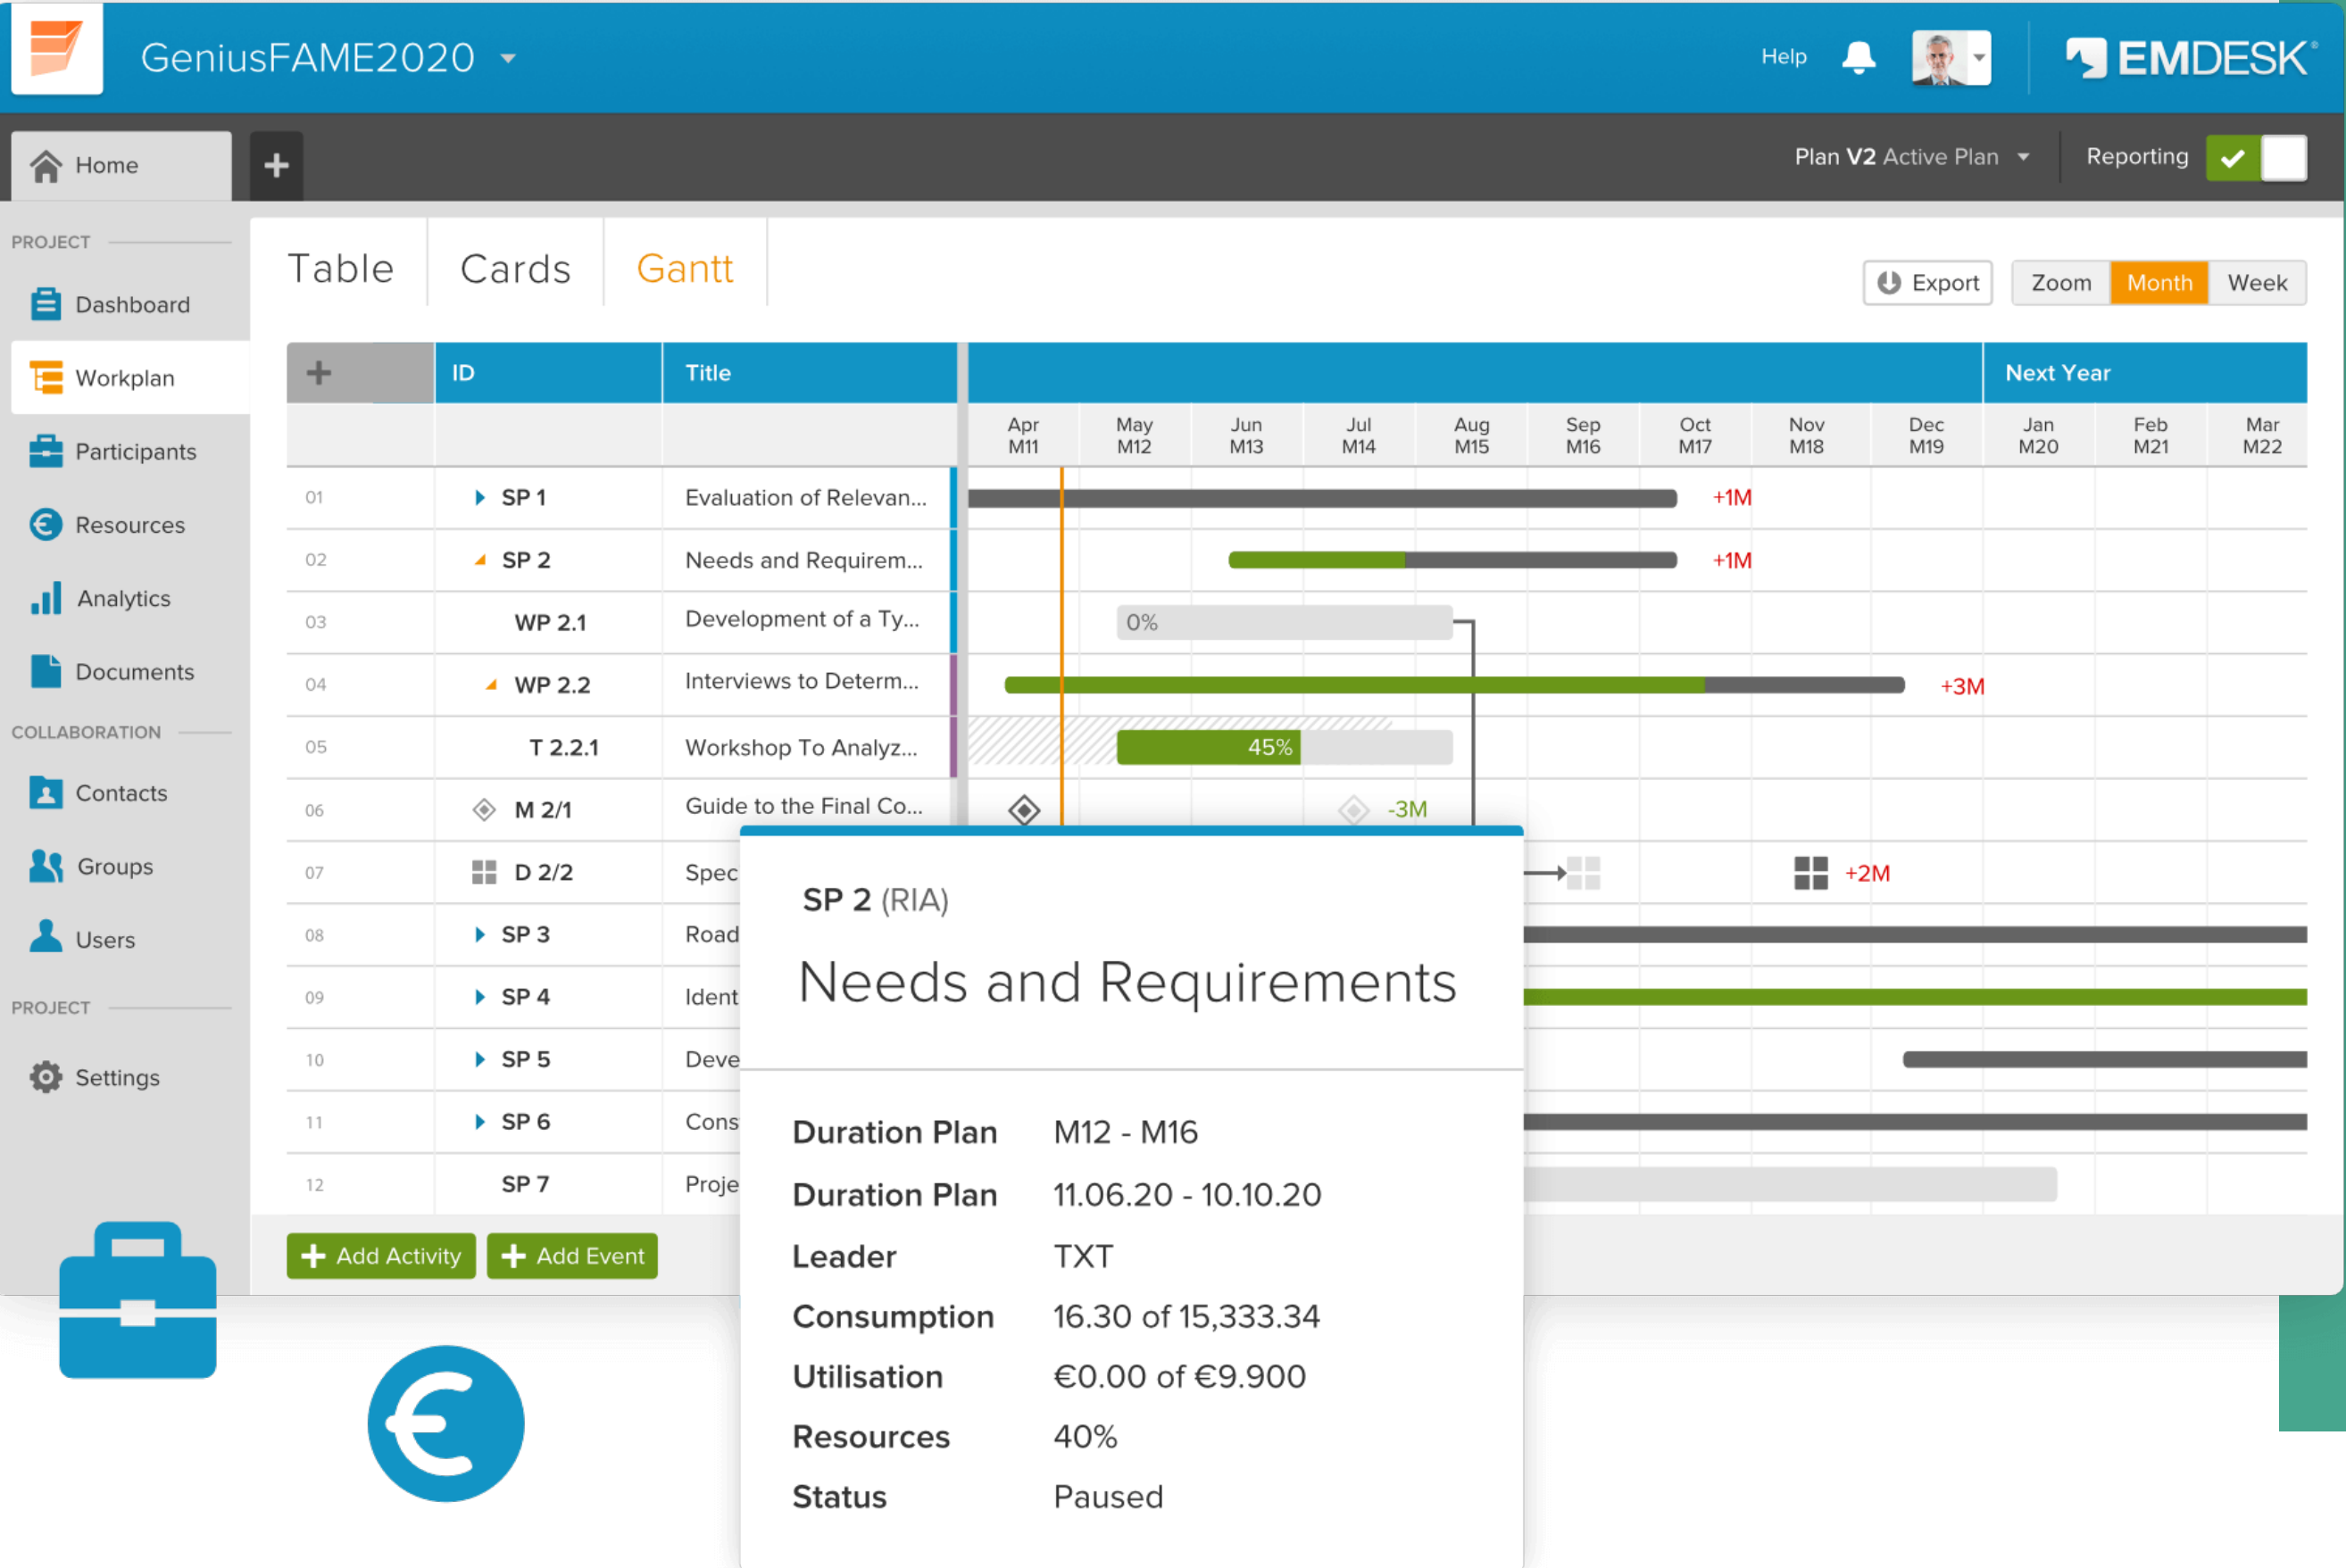 GeniusFAME2020
Help
EMDESK
Home
Plan V2 Active Plan
Reporting
PROJECT
Dashboard
Workplan
Participants
Resources
Analytics
Documents
COLLABORATION
Contacts
Groups
Users
PROJECT
Settings
Table Cards Gantt
Export
Zoom Month Week
ID Title Next Year
Apr May Jun Jul Aug Sep Oct Nov Dec Jan Feb Mar
M11 M12 M13 M14 M15 M16 M17 M18 M19 M20 M21 M22
01 SP 1 Evaluation of Relevan... +1M
02 SP 2 Needs and Requirem... +1M
03 WP 2.1 Development of a Ty... 0%
04 WP 2.2 Interviews to Determ... +3M
05 T 2.2.1 Workshop To Analyz... 45%
06 M 2/1 Guide to the Final Co... -3M
07 D 2/2 Spec +2M
08 SP 3 Road
09 SP 4 Ident
10 SP 5 Deve
11 SP 6 Cons
12 SP 7 Proje
+ Add Activity + Add Event
SP 2 (RIA)
Needs and Requirements
Duration Plan M12 - M16
Duration Plan 11.06.20 - 10.10.20
Leader TXT
Consumption 16.30 of 15,333.34
Utilisation €0.00 of €9.900
Resources 40%
Status Paused